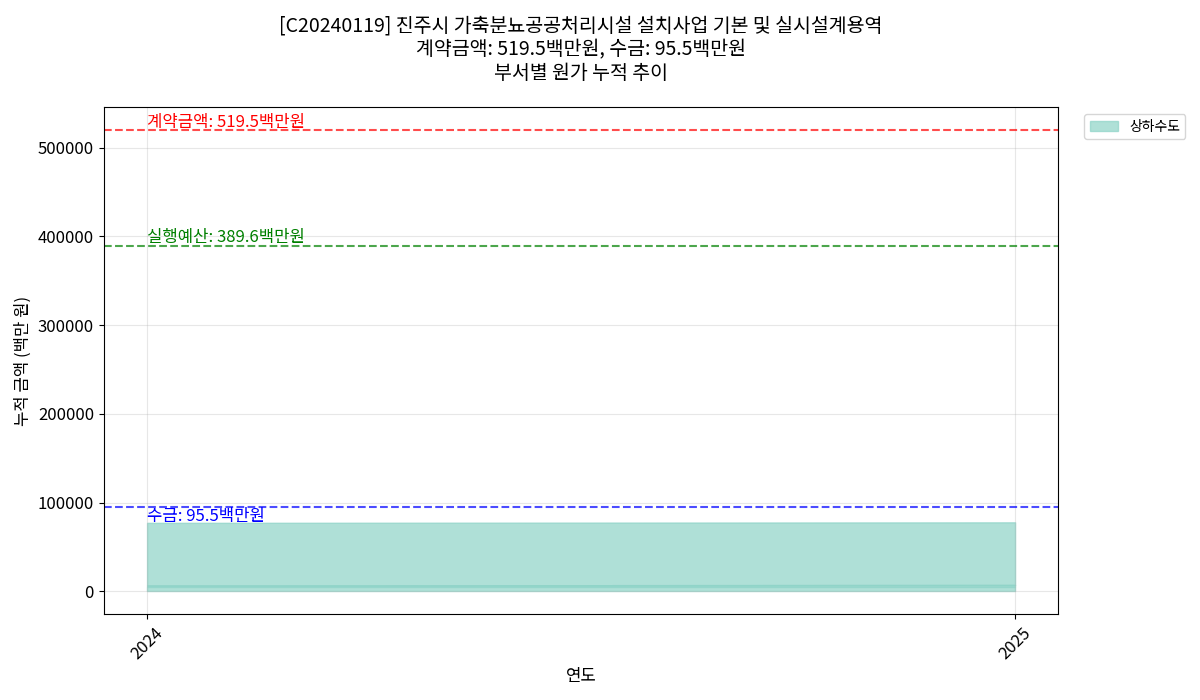 [C20240119] 진주시 가축분뇨공공처리시설 설치사업 기본 및 실시설계용역
계약금액: 519.5백만원, 수금: 95.5백만원
부서별 원가 누적 추이
계약금액: 519.5백만원
상하수도
500000
실행예산: 389.6백만원
400000
300000
누적 금액 (백만 원)
200000
100000
수금: 95.5백만원
0
2024
2025
연도